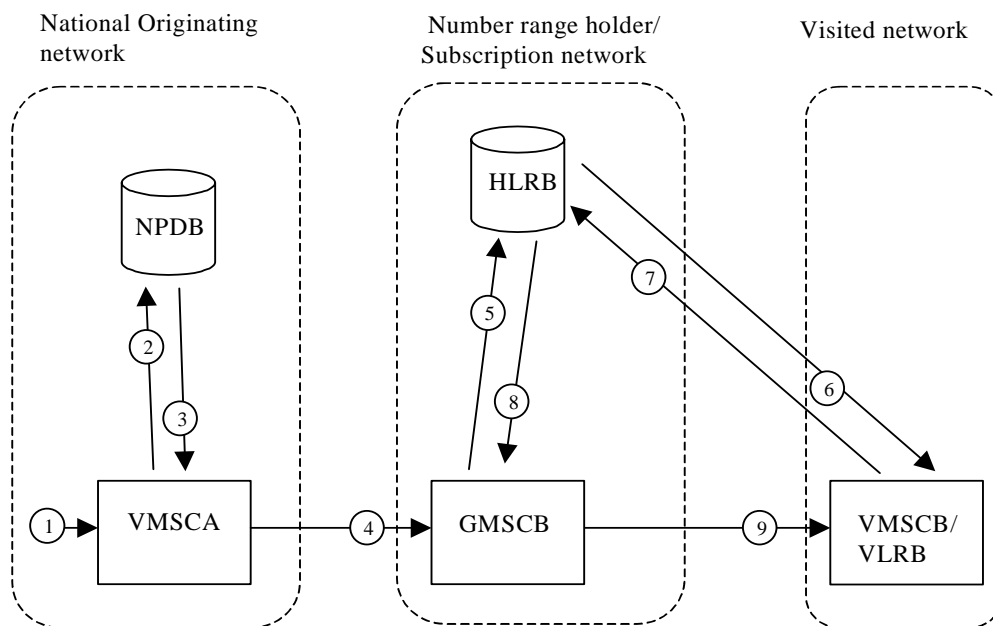 National Originating
network
Number range holder/
Subscription network
Visited network
NPDB
HLRB
2
3
5
8
7
6
1
VMSCA
4
GMSCB
9
VMSCB/
VLRB